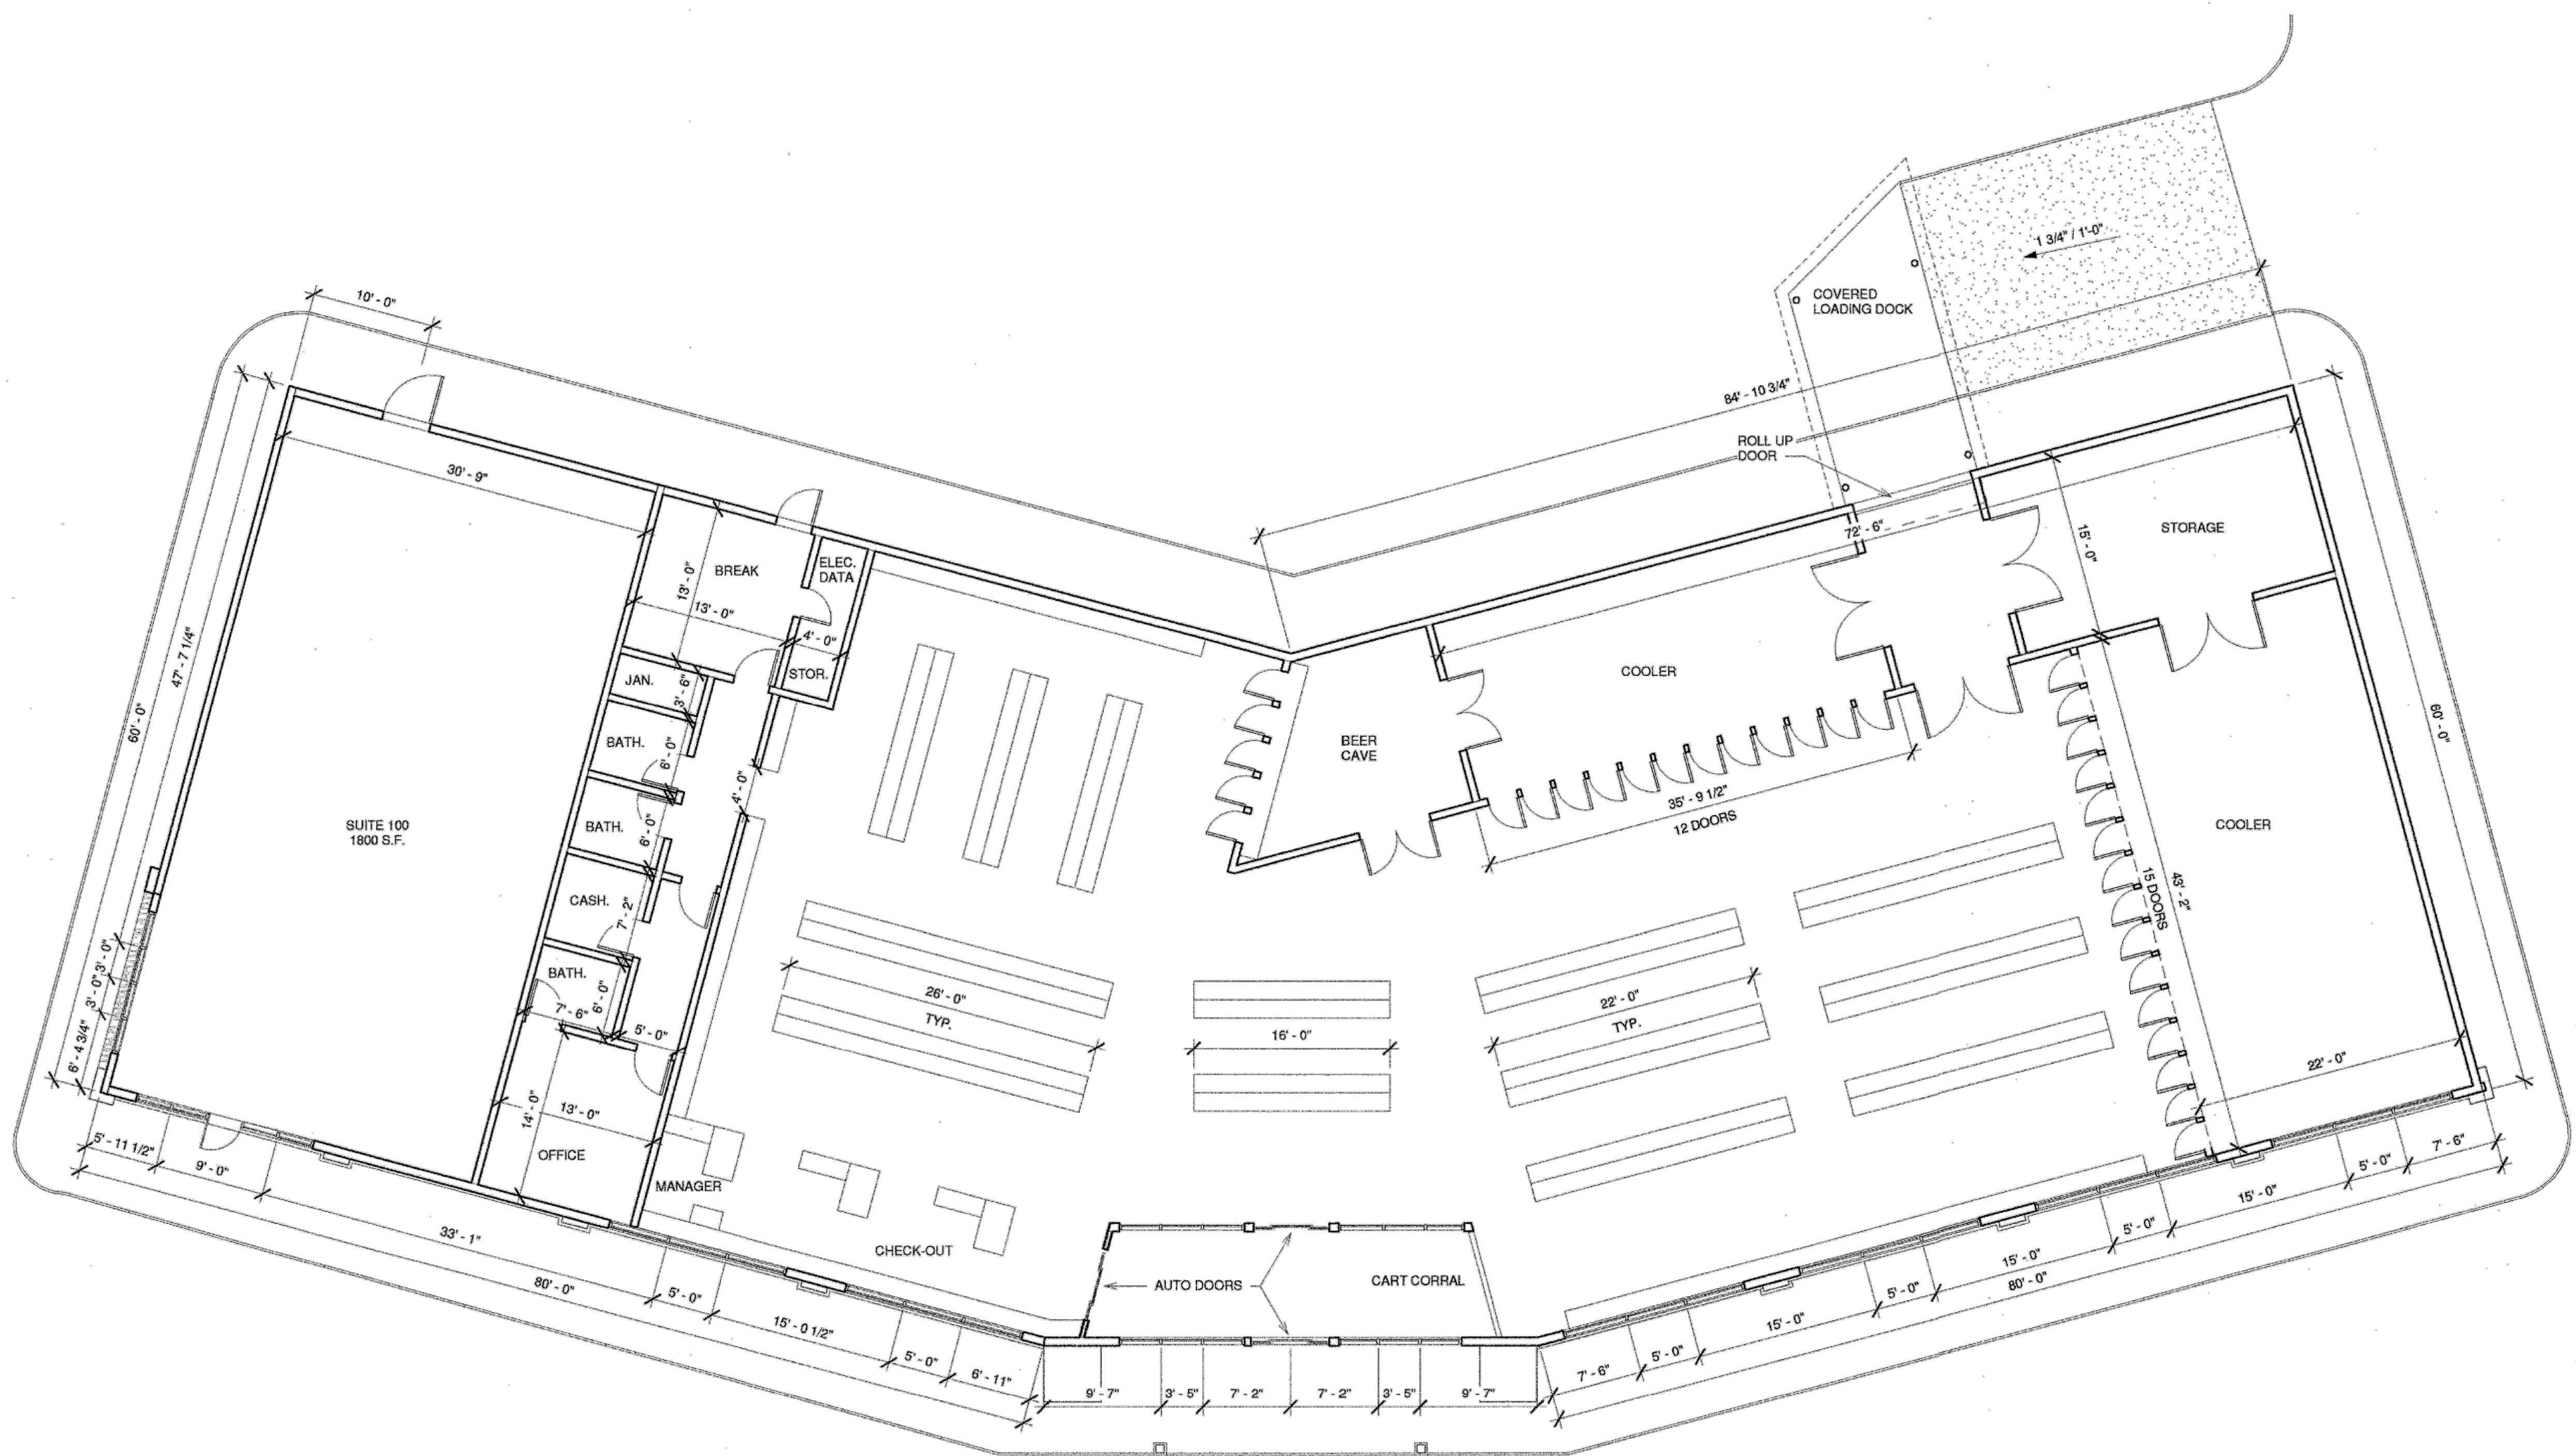 1 3/4" / 1'-0"
COVERED
LOADING DOCK
10' - 0"
84' - 10 3/4"
ROLL UP
DOOR
30' - 9"
72' - 6"
15' - 0"
STORAGE
BREAK
ELEC.
DATA
13' - 0"
13' - 0"
4' - 0"
STOR.
JAN.
3' - 6"
COOLER
47' - 7 1/4"
60' - 0"
60' - 0"
BATH.
6' - 0"
BEER
CAVE
4' - 0"
35' - 9 1/2"
12 DOORS
SUITE 100
1800 S.F.
BATH.
6' - 0"
COOLER
CASH.
7' - 2"
15 DOORS
43' - 2"
3' - 0"
3' - 0"
6' - 4 3/4"
BATH.
6' - 0"
7' - 6"
5' - 0"
26' - 0"
TYP.
16' - 0"
22' - 0"
TYP.
22' - 0"
14' - 0"
13' - 0"
OFFICE
MANAGER
CHECK-OUT
AUTO DOORS
CART CORRAL
5' - 11 1/2"
9' - 0"
33' - 1"
80' - 0"
5' - 0"
15' - 0 1/2"
5' - 0"
6' - 11"
9' - 7"
3' - 5"
7' - 2"
7' - 2"
3' - 5"
9' - 7"
7' - 6"
5' - 0"
15' - 0"
5' - 0"
15' - 0"
80' - 0"
5' - 0"
15' - 0"
5' - 0"
7' - 6"